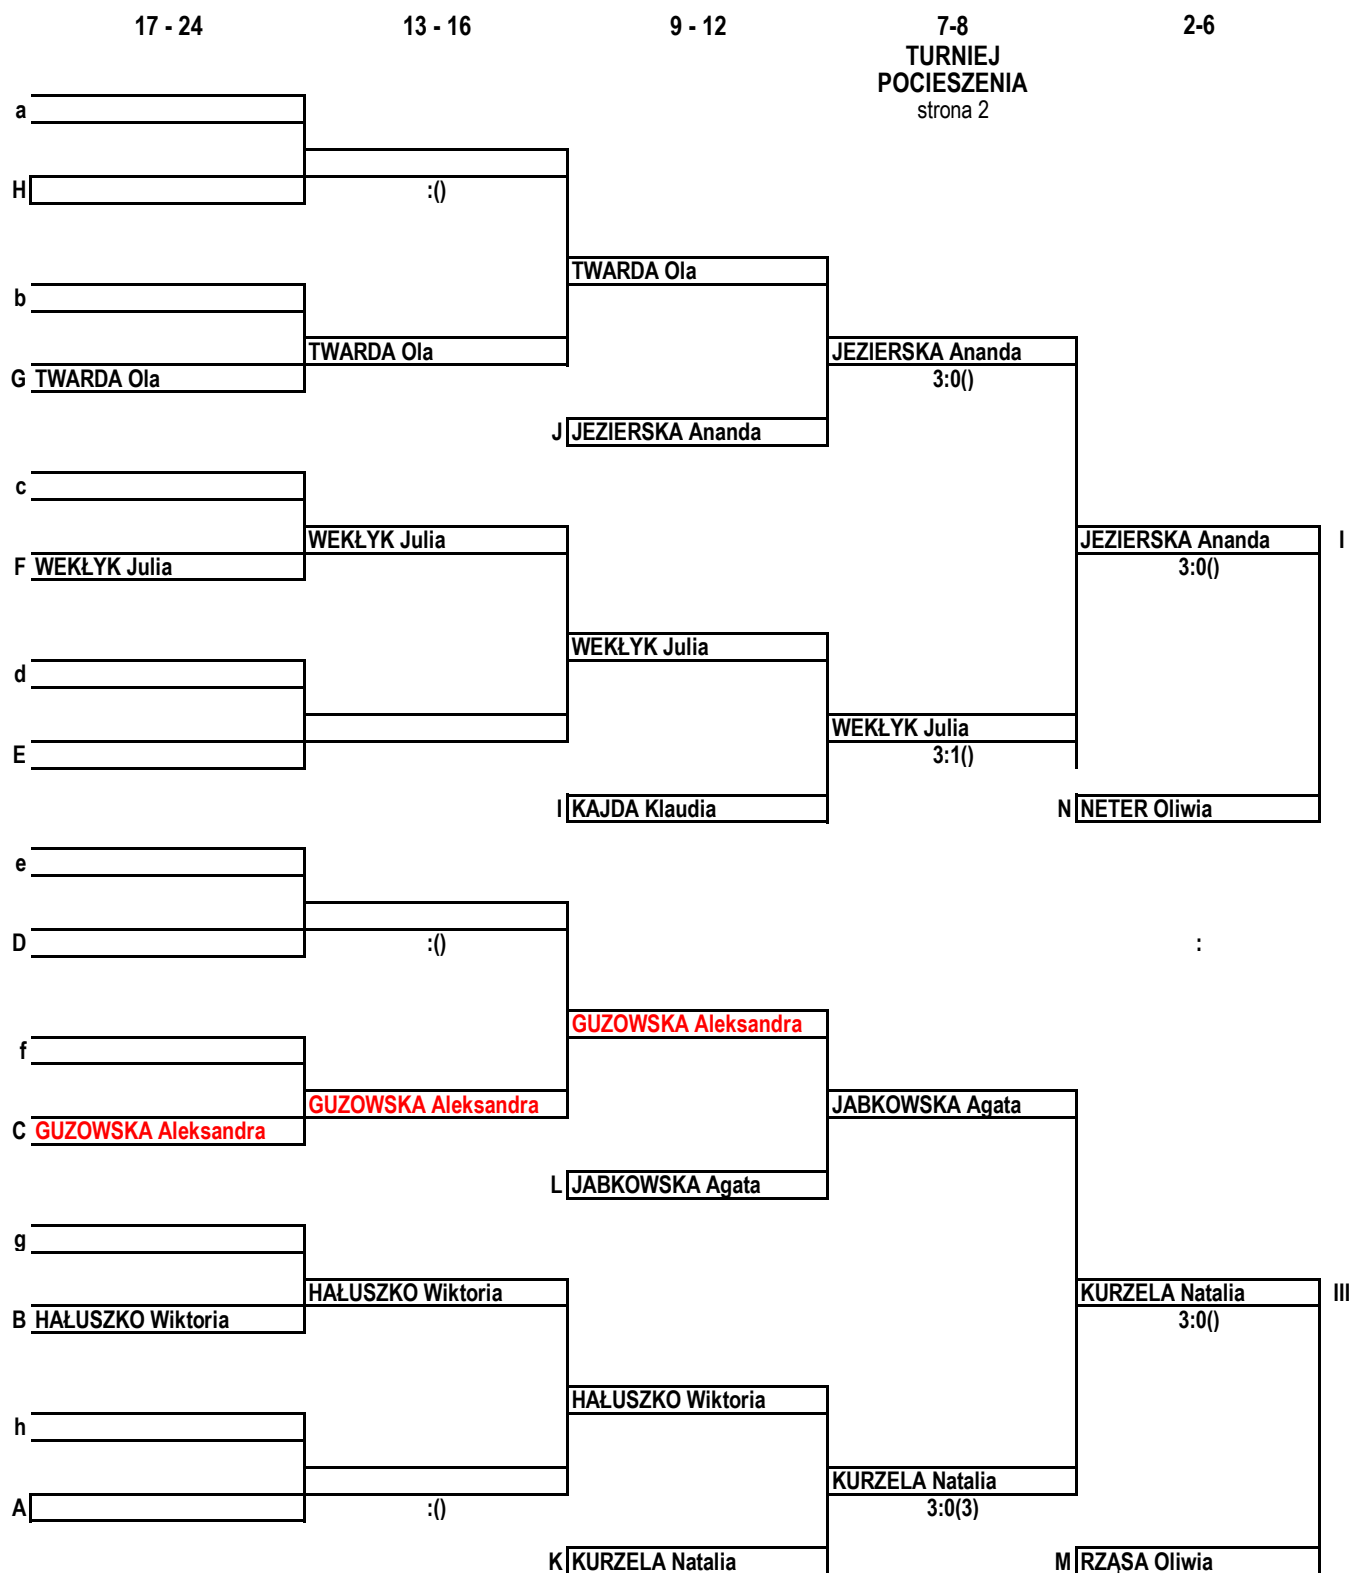 17 - 24 13 - 16 9 - 12 7-8 2-6
TURNIEJ
POCIESZENIA
strona 2
a
H :()
TWARDA Ola
b
TWARDA Ola JEZIERSKA Ananda
G TWARDA Ola 3:0()
J JEZIERSKA Ananda
c
WEKŁYK Julia JEZIERSKA Ananda I
F WEKŁYK Julia 3:0()
WEKŁYK Julia
d
WEKŁYK Julia
E 3:1()
I KAJDA Klaudia N NETER Oliwia
e
D :() :
GUZOWSKA Aleksandra
f
GUZOWSKA Aleksandra JABKOWSKA Agata
C GUZOWSKA Aleksandra
L JABKOWSKA Agata
g
HAŁUSZKO Wiktoria KURZELA Natalia III
B HAŁUSZKO Wiktoria 3:0()
HAŁUSZKO Wiktoria
h
KURZELA Natalia
A :() 3:0(3)
K KURZELA Natalia M RZĄSA Oliwia